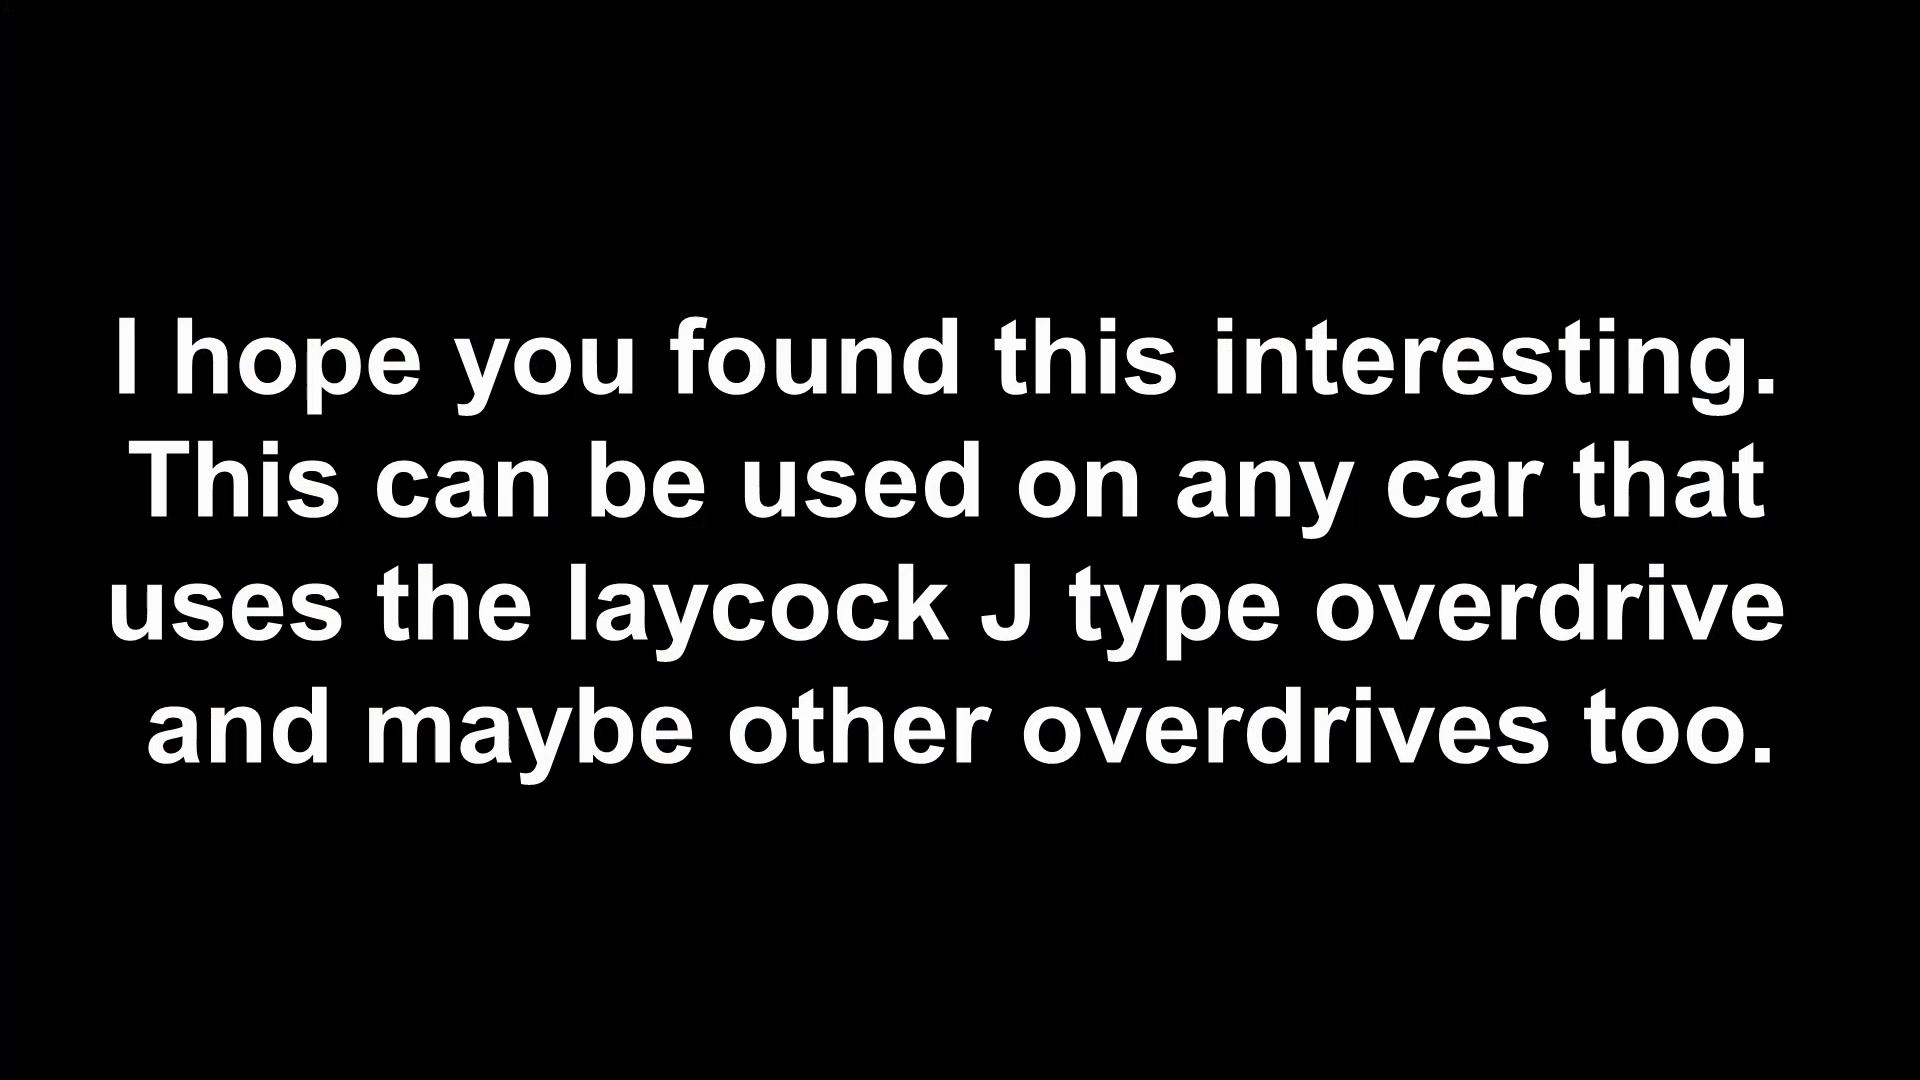 I hope you found this interesting.
This can be used on any car that
uses the laycock J type overdrive
and maybe other overdrives too.